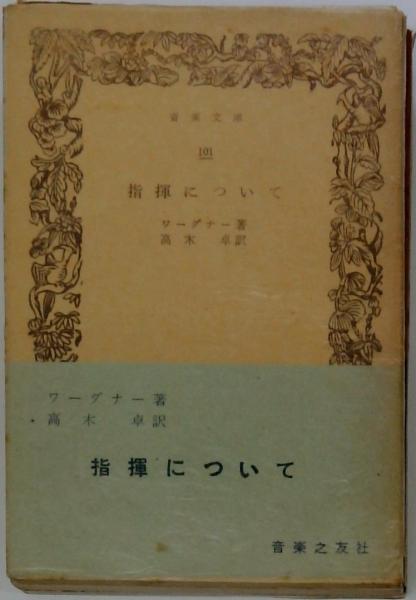 音楽文庫
101
指揮について
ワーグナー著
高木 卓訳
ワーグナー著
高木 卓訳
指揮について
音楽之友社